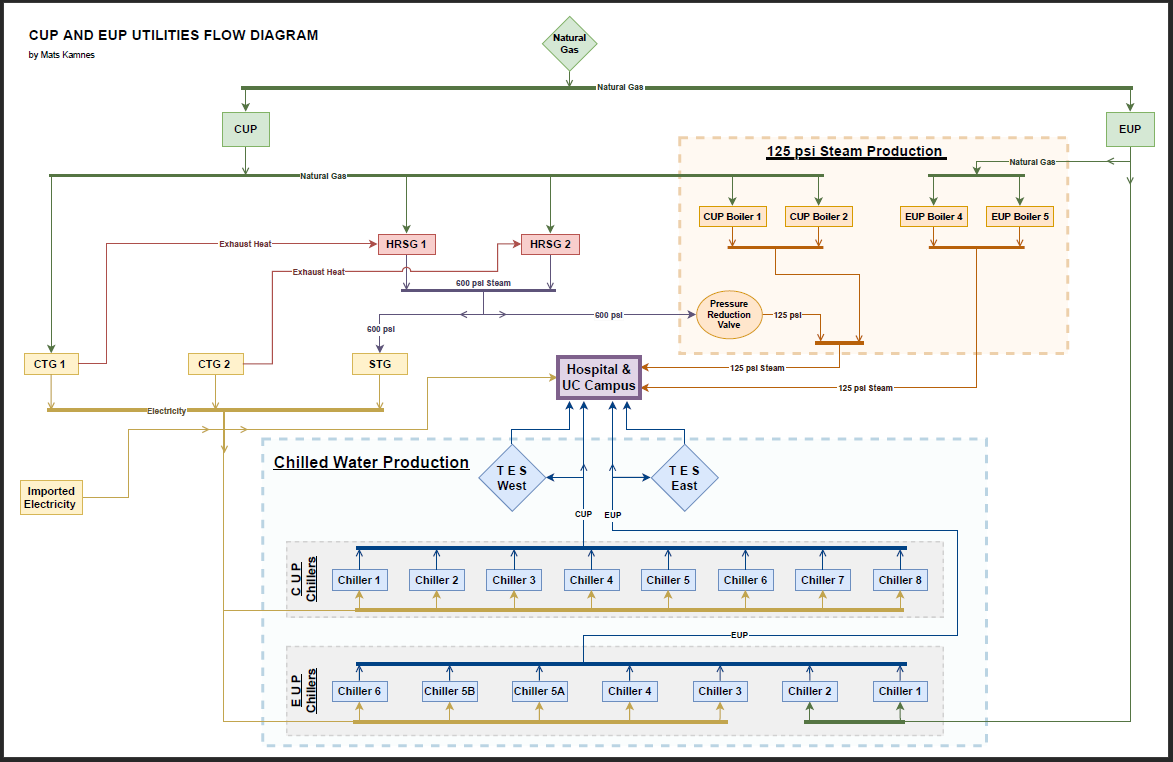 CUP AND EUP UTILITIES FLOW DIAGRAM
by Mats Kamnes
Natural
Gas
Natural Gas
CUP
EUP
125 psi Steam Production
Natural Gas
Natural Gas
CUP Boiler 1
CUP Boiler 2
EUP Boiler 4
EUP Boiler 5
Exhaust Heat
HRSG 1
HRSG 2
Exhaust Heat
600 psi Steam
Pressure
Reduction
Valve
600 psi
125 psi
600 psi
CTG 1
CTG 2
STG
Hospital &
UC Campus
125 psi Steam
125 psi Steam
Electricity
Chilled Water Production
T E S
West
T E S
East
Imported
Electricity
CUP
EUP
C U P
Chillers
Chiller 1
Chiller 2
Chiller 3
Chiller 4
Chiller 5
Chiller 6
Chiller 7
Chiller 8
EUP
E U P
Chillers
Chiller 6
Chiller 5B
Chiller 5A
Chiller 4
Chiller 3
Chiller 2
Chiller 1